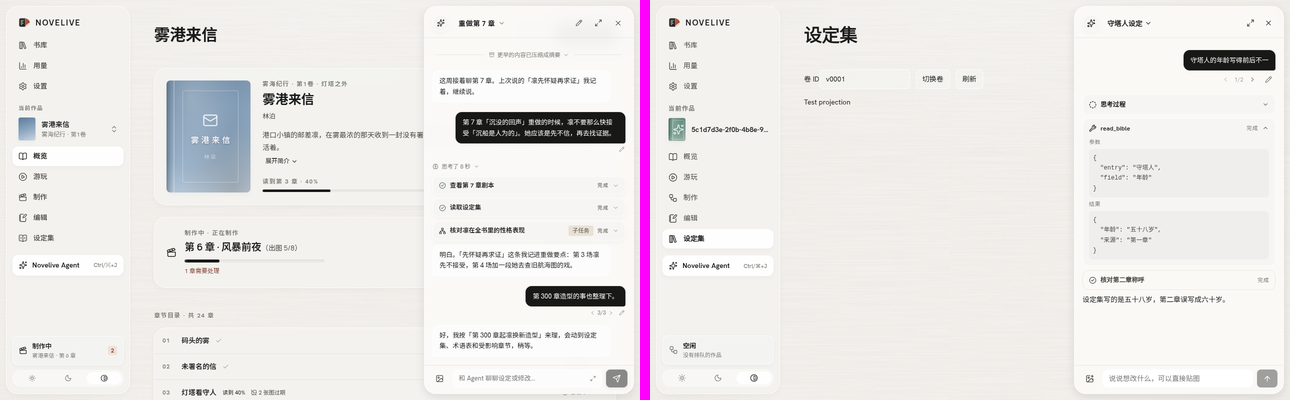 NOVELIVE
书库
用量
设置
当前作品
雾港来信
雾海纪行 · 第1卷
概览
游玩
制作
编辑
设定集
Novelive Agent
Ctrl/⌘+J
制作中
雾港来信 · 第 6 章
2
雾港来信
雾港来信
林泊
雾海纪行 · 第1卷 · 灯塔之外
雾港来信
林泊
港口小镇的邮差凛，在雾最浓的那天收到一封没有署
活着。
展开简介
读到第 3 章 · 40%
制作中 · 正在制作
第 6 章 · 风暴前夜（出图 5/8）
1 章需要处理
章节目录 · 共 24 章
01 码头的雾
02 未署名的信
03 灯塔看守人 读到 40% 2 张图过期
重做第 7 章
更早的内容已压缩成摘要
这周接着聊第 7 章。上次说的「凛先怀疑再求证」我记
着，继续说。
第 7 章「沉没的回声」重做的时候，凛不要那么快接
受「沉船是人为的」。她应该是先不信，再去找证据。
思考了 8 秒
查看第 7 章剧本 完成
读取设定集 完成
核对凛在全书里的性格表现 子任务 完成
明白，「先怀疑再求证」这条我记进重做要点：第 3 场凛
先不接受，第 4 场加一段她去查旧航海图的戏。
第 300 章造型的事也整理下。
3/3
好，我按「第 300 章起凛换新造型」来理，会动到设定
集、术语表和受影响章节，稍等。
和 Agent 聊聊设定或修改…
NOVELIVE
书库
用量
设置
当前作品
5c1d7d3e-2f0b-4b8e-9...
概览
游玩
制作
编辑
设定集
Novelive Agent
Ctrl/⌘+J
空闲
没有排队的作品
设定集
卷 ID v0001 切换卷 刷新
Test projection
守塔人设定
守塔人的年龄写得前后不一
1/2
思考过程
read_bible 完成
参数
{
"entry": "守塔人",
"field": "年龄"
}
结果
{
"年龄": "五十八岁",
"来源": "第一章"
}
核对第二章称呼 完成
设定集写的是五十八岁，第二章误写成六十岁。
说说想改什么，可以直接贴图